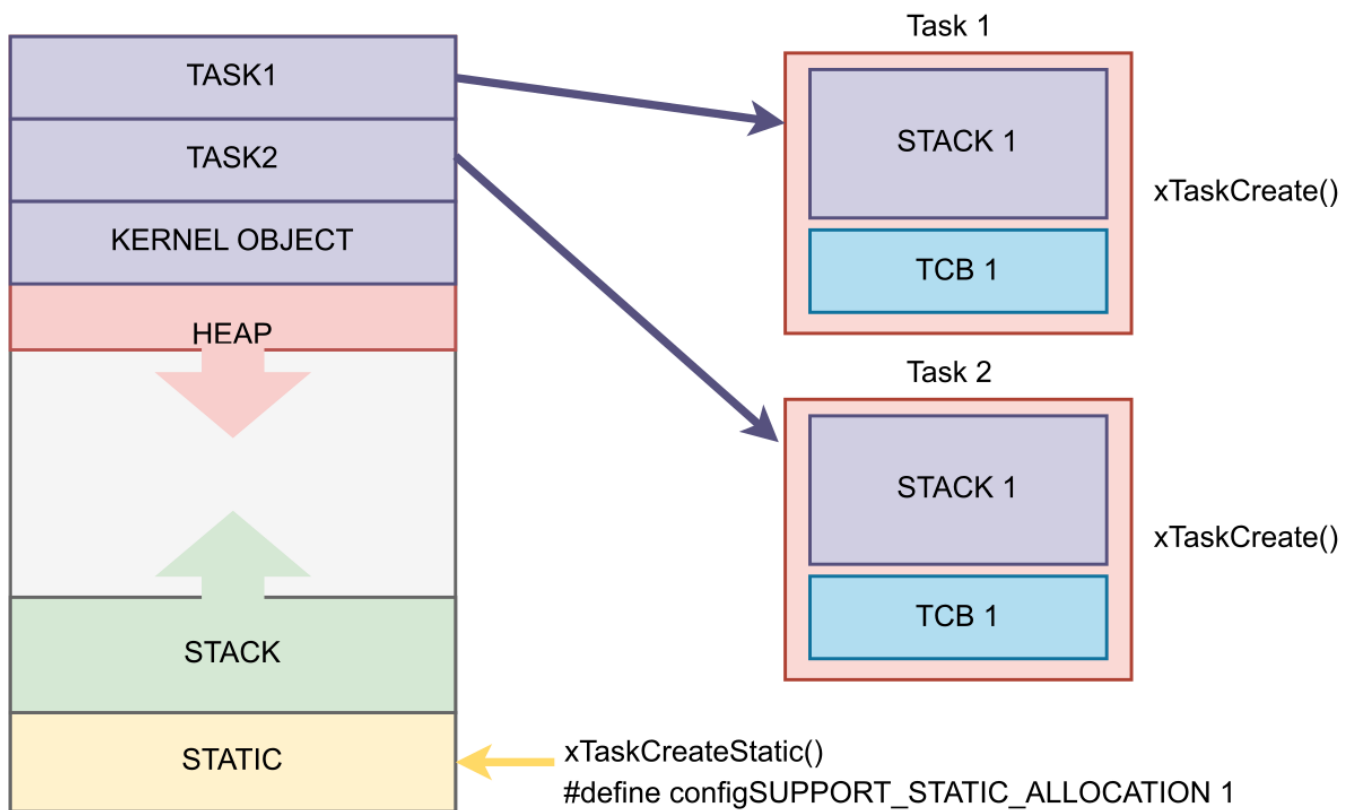 TASK1
TASK2
KERNEL OBJECT
HEAP
STACK
STATIC
Task 1
STACK 1
TCB 1
xTaskCreate()
Task 2
STACK 1
TCB 1
xTaskCreate()
xTaskCreateStatic()
#define configSUPPORT_STATIC_ALLOCATION 1